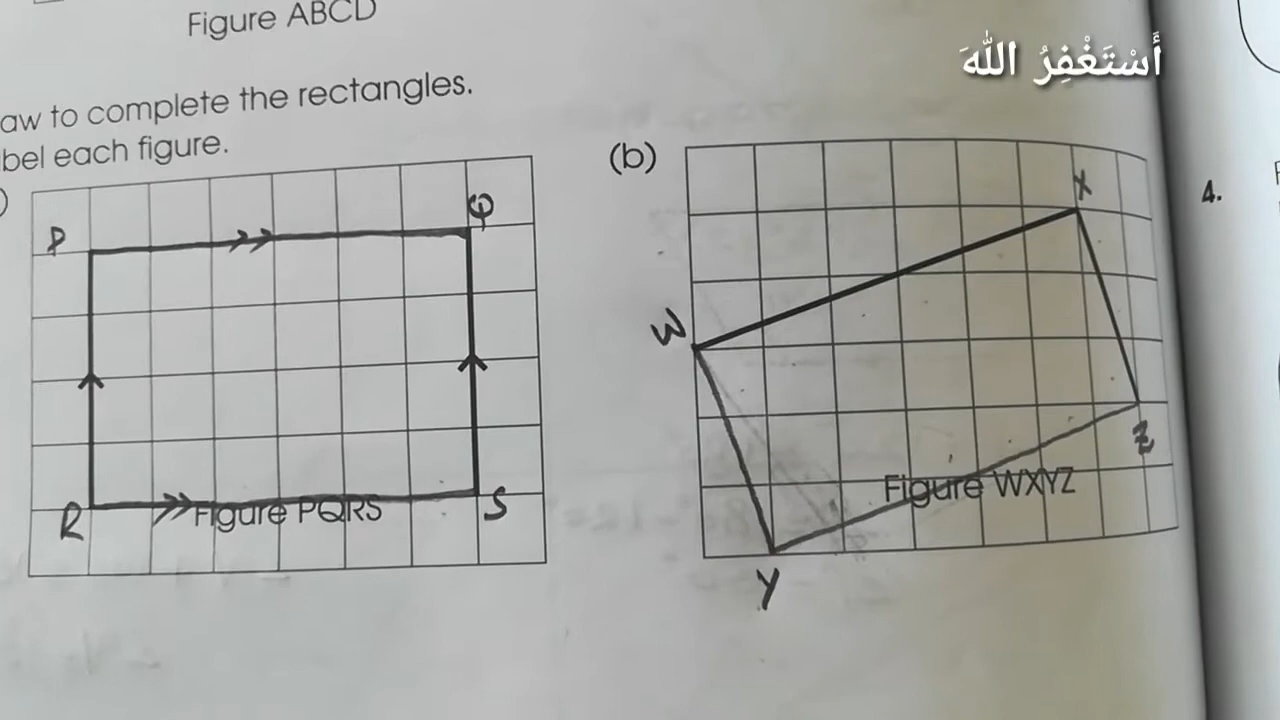 Figure ABCD
أَسْتَغْفِرُ اللّٰهَ
aw to complete the rectangles.
bel each figure.
)
(b)
4.
P
Q
R
S
Figure PQRS
X
W
Z
Y
Figure WXYZ